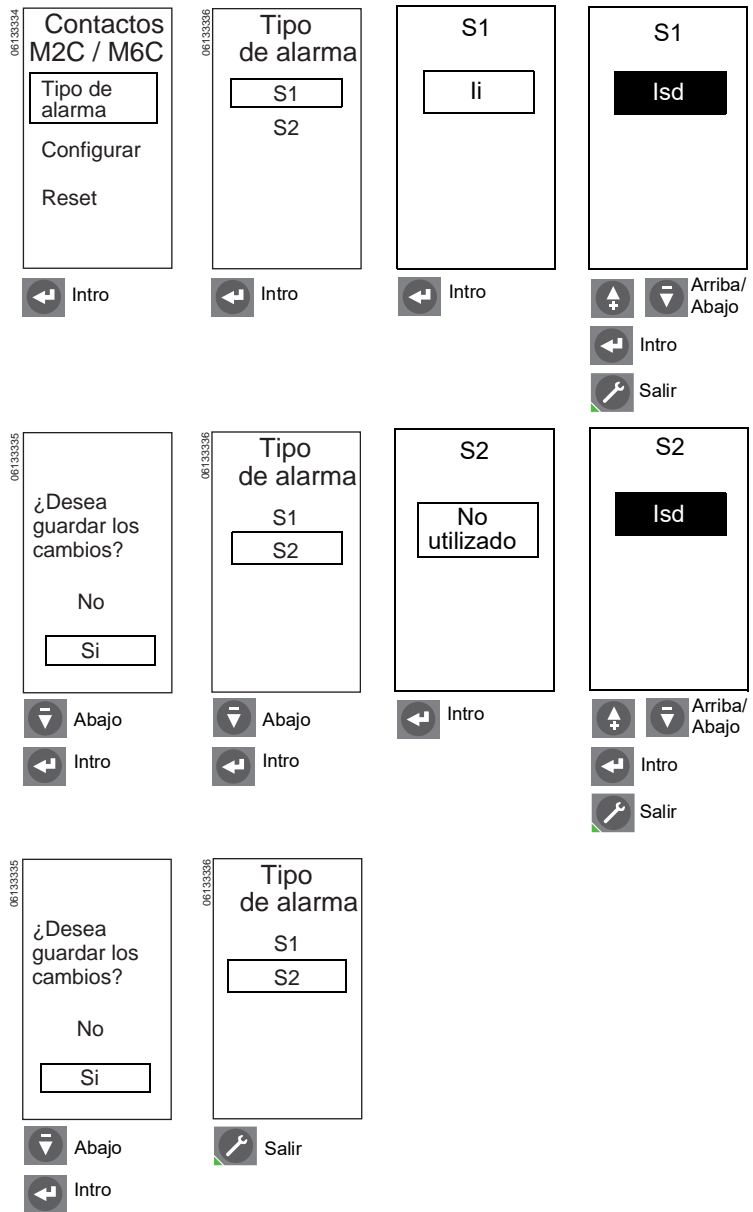 06133334
Contactos
M2C / M6C
Tipo de
alarma
Configurar
Reset
Intro
06133336
Tipo
de alarma
S1
S2
Intro
S1
Ii
Intro
S1
Isd
Arriba/
Abajo
Intro
Salir
06133335
¿Desea
guardar los
cambios?
No
Si
Abajo
Intro
06133336
Tipo
de alarma
S1
S2
Abajo
Intro
S2
No
utilizado
Intro
S2
Isd
Arriba/
Abajo
Intro
Salir
06133335
¿Desea
guardar los
cambios?
No
Si
Abajo
Intro
06133336
Tipo
de alarma
S1
S2
Salir